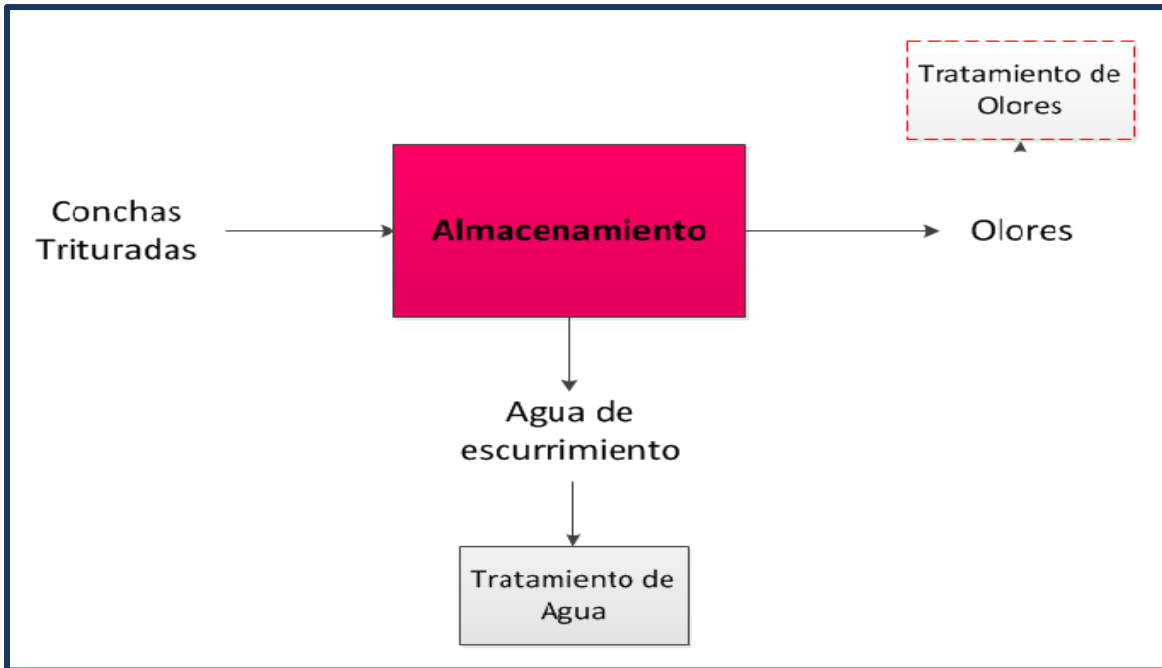 Tratamiento de
Olores
Conchas
Trituradas
Almacenamiento
Olores
Agua de
escurrimiento
Tratamiento de
Agua